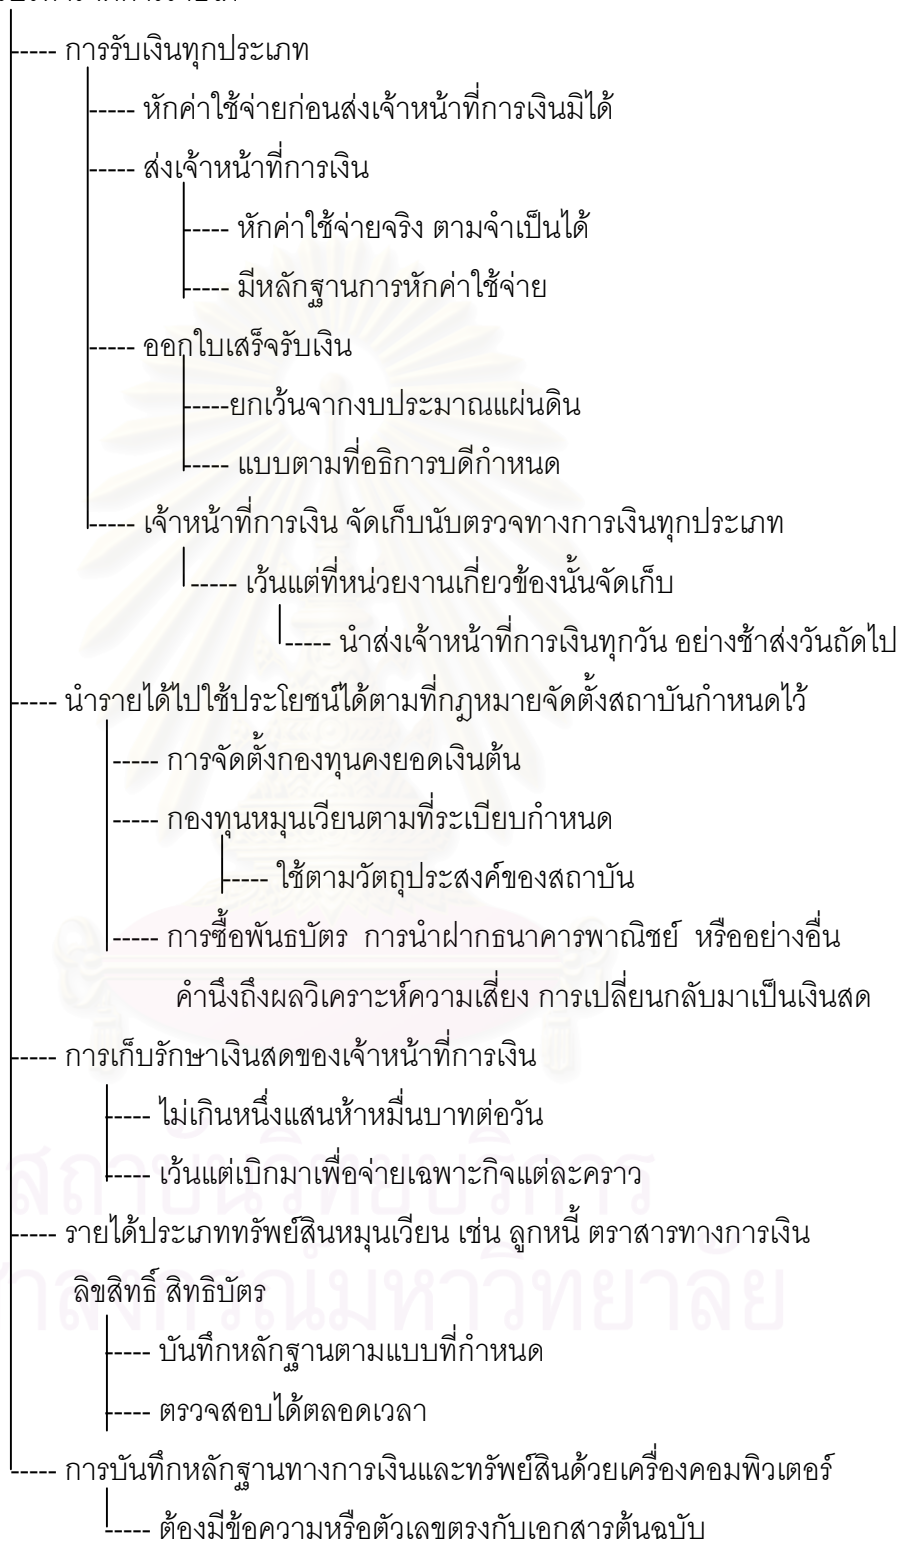 ----- การรับเงินทุกประเภท
----- หักค่าใช้จ่ายก่อนส่งเจ้าหน้าที่การเงินมิได้
----- ส่งเจ้าหน้าที่การเงิน
----- หักค่าใช้จ่ายจริง ตามจำเป็นได้
----- มีหลักฐานการหักค่าใช้จ่าย
----- ออกใบเสร็จรับเงิน
-----ยกเว้นจากงบประมาณแผ่นดิน
----- แบบตามที่อธิการบดีกำหนด
----- เจ้าหน้าที่การเงิน จัดเก็บนับตรวจทางการเงินทุกประเภท
----- เว้นแต่ที่หน่วยงานเกี่ยวข้องนั้นจัดเก็บ
----- นำส่งเจ้าหน้าที่การเงินทุกวัน อย่างช้าส่งวันถัดไป
----- นำรายได้ไปใช้ประโยชน์ได้ตามที่กฎหมายจัดตั้งสถาบันกำหนดไว้
----- การจัดตั้งกองทุนคงยอดเงินต้น
----- กองทุนหมุนเวียนตามที่ระเบียบกำหนด
----- ใช้ตามวัตถุประสงค์ของสถาบัน
----- การซื้อพันธบัตร การนำฝากธนาคารพาณิชย์ หรืออย่างอื่น
คำนึงถึงผลวิเคราะห์ความเสี่ยง การเปลี่ยนกลับมาเป็นเงินสด
----- การเก็บรักษาเงินสดของเจ้าหน้าที่การเงิน
----- ไม่เกินหนึ่งแสนห้าหมื่นบาทต่อวัน
----- เว้นแต่เบิกมาเพื่อจ่ายเฉพาะกิจแต่ละคราว
----- รายได้ประเภททรัพย์สินหมุนเวียน เช่น ลูกหนี้ ตราสารทางการเงิน
ลิขสิทธิ์ สิทธิบัตร
----- บันทึกหลักฐานตามแบบที่กำหนด
----- ตรวจสอบได้ตลอดเวลา
----- การบันทึกหลักฐานทางการเงินและทรัพย์สินด้วยเครื่องคอมพิวเตอร์
----- ต้องมีข้อความหรือตัวเลขตรงกับเอกสารต้นฉบับ
สถาบันวิทยบริการ